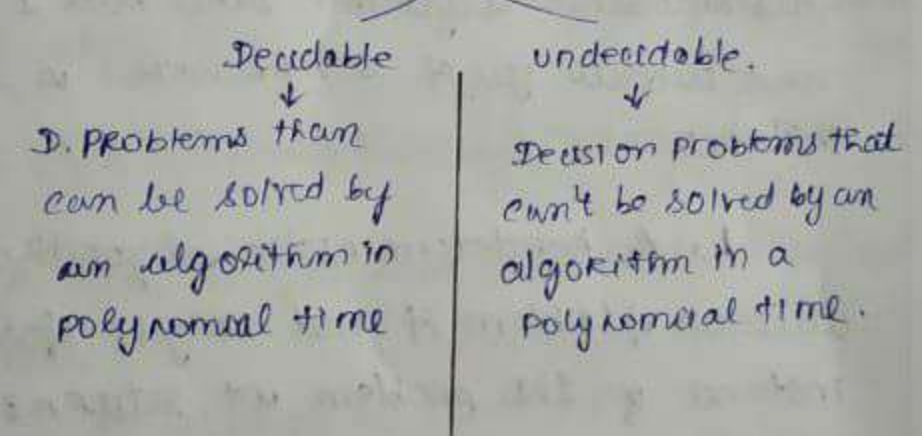 Decidable
↓
D. Problems than
can be solved by
an algorithm in
polynomial time
undecidable.
↓
Decision problems that
can't be solved by an
algorithm in a
polynomial time.